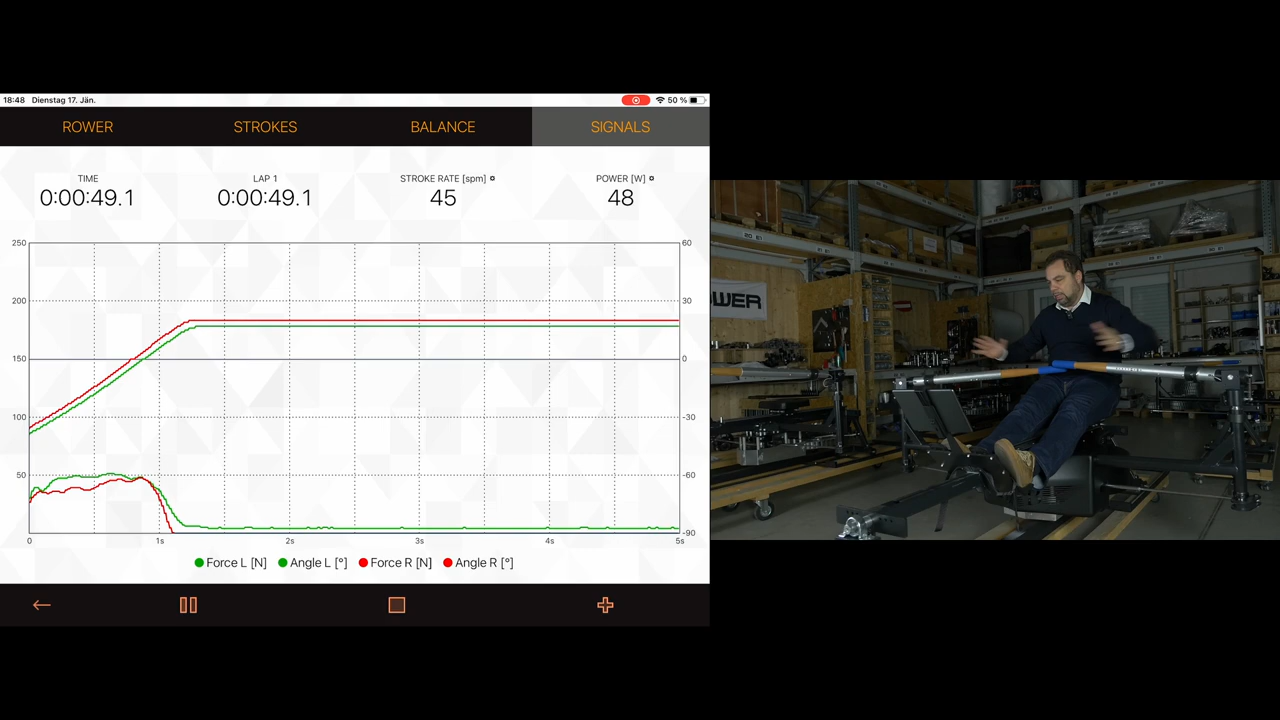 18:48 Dienstag 17. Jän. 50 %
ROWER STROKES BALANCE SIGNALS
TIME LAP 1 STROKE RATE [spm] POWER [W]
0:00:49.1 0:00:49.1 45 48
250 60
200 30
150 0
100 -30
50 -60
-90
0 1s 2s 3s 4s 5s
Force L [N] Angle L [°] Force R [N] Angle R [°]
OWER